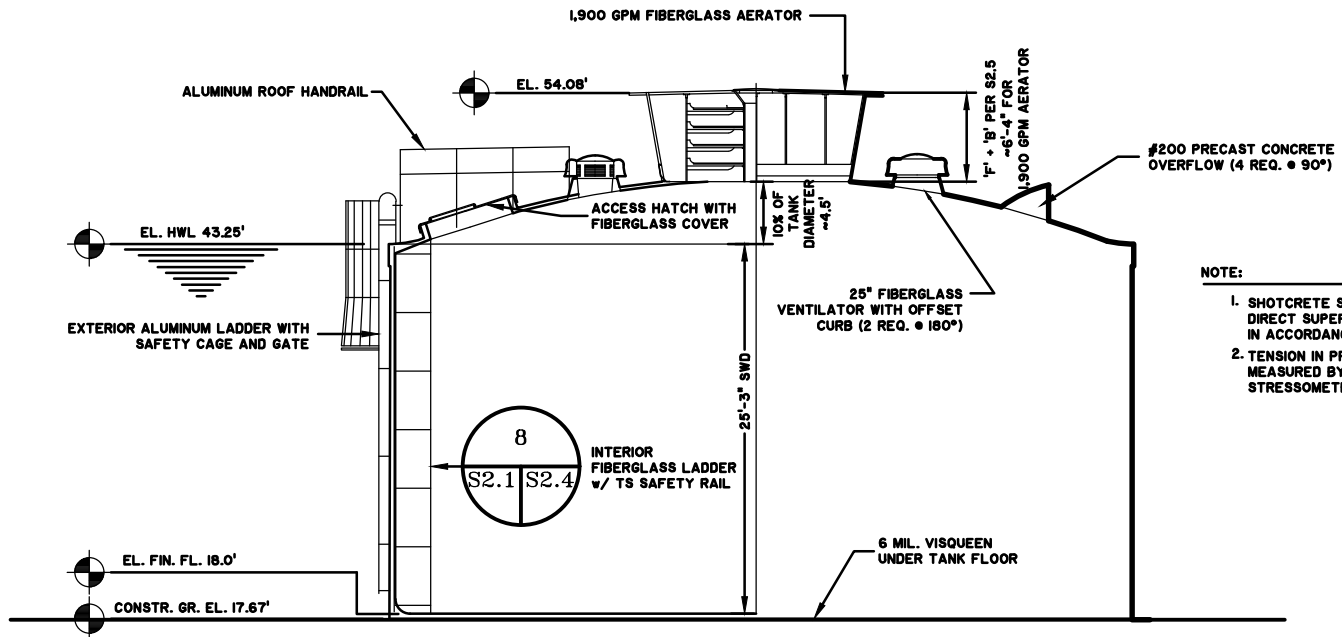 1,900 GPM FIBERGLASS AERATOR
ALUMINUM ROOF HANDRAIL
EL. 54.08'
'F' + 'B' PER S2.5
~6'-4" FOR
1,900 GPM AERATOR
#200 PRECAST CONCRETE
OVERFLOW (4 REQ. @ 90°)
ACCESS HATCH WITH
FIBERGLASS COVER
10% OF
TANK
DIAMETER
~4.5'
EL. HWL 43.25'
25" FIBERGLASS
VENTILATOR WITH OFFSET
CURB (2 REQ. @ 180°)
NOTE:
1. SHOTCRETE S
DIRECT SUPER
IN ACCORDAN
2. TENSION IN PR
MEASURED BY
STRESSOMET
EXTERIOR ALUMINUM LADDER WITH
SAFETY CAGE AND GATE
25'-3" SWD
8
S2.1 S2.4
INTERIOR
FIBERGLASS LADDER
w/ TS SAFETY RAIL
6 MIL. VISQUEEN
UNDER TANK FLOOR
EL. FIN. FL. 18.0'
CONSTR. GR. EL. 17.67'